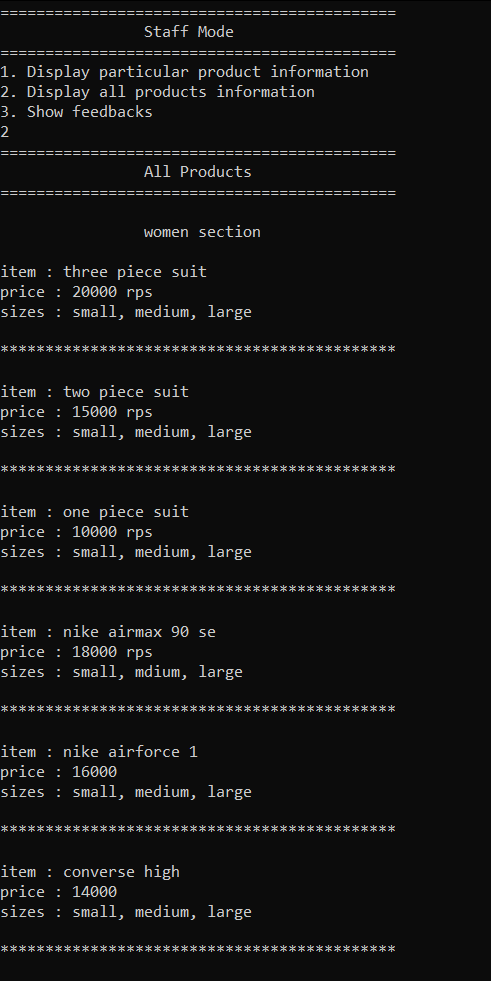 ============================================
Staff Mode
============================================
1. Display particular product information
2. Display all products information
3. Show feedbacks
2
============================================
All Products
============================================
women section
item : three piece suit
price : 20000 rps
sizes : small, medium, large
********************************************
item : two piece suit
price : 15000 rps
sizes : small, medium, large
********************************************
item : one piece suit
price : 10000 rps
sizes : small, medium, large
********************************************
item : nike airmax 90 se
price : 18000 rps
sizes : small, mdium, large
********************************************
item : nike airforce 1
price : 16000
sizes : small, medium, large
********************************************
item : converse high
price : 14000
sizes : small, medium, large
********************************************